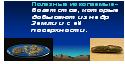 Полезные ископаемые–
богатства, которые
добывают из недр
Земли и с её
поверхности.